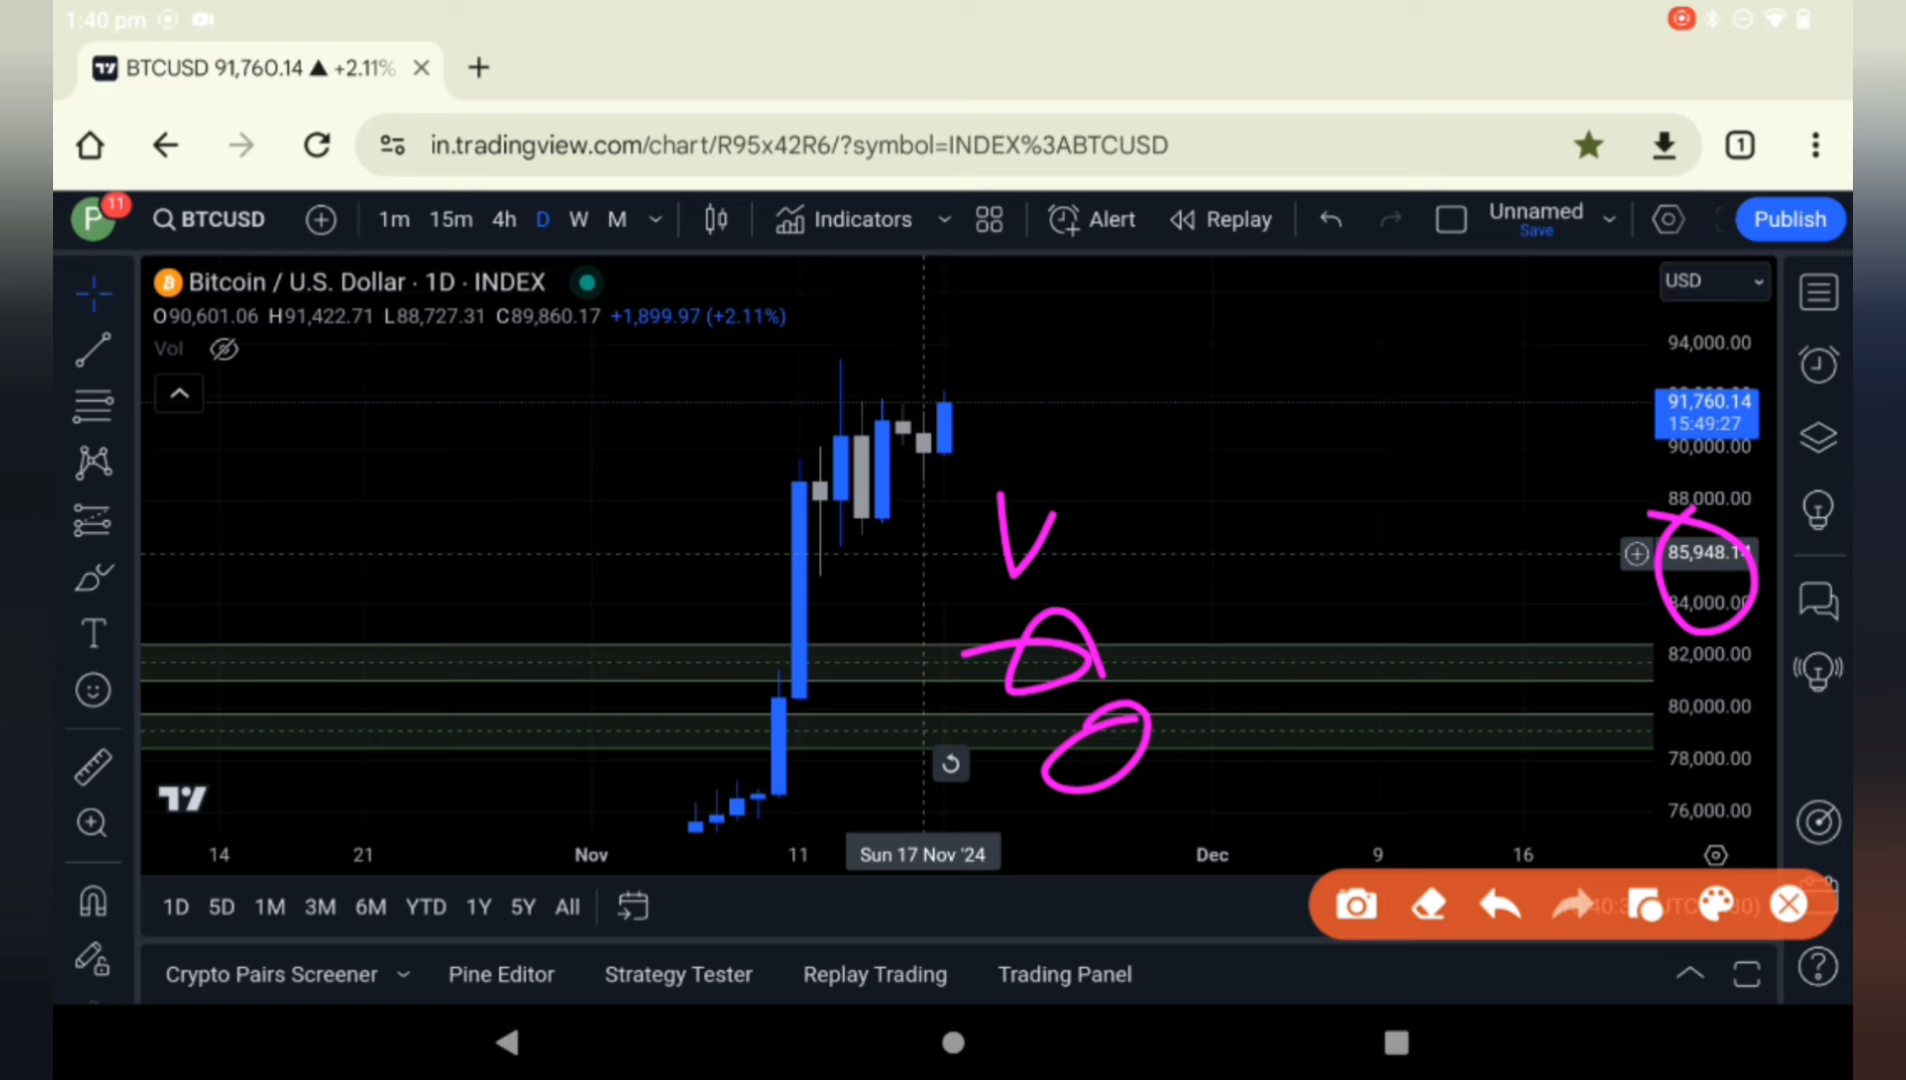 1:40 pm
BTCUSD 91,760.14 ▲ +2.11%
in.tradingview.com/chart/R95x42R6/?symbol=INDEX%3ABTCUSD
1
P
11
BTCUSD
1m 15m 4h D W M
Indicators
Alert
Replay
Unnamed
Save
Publish
Bitcoin / U.S. Dollar · 1D · INDEX
USD
O90,601.06 H91,422.71 L88,727.31 C89,860.17 +1,899.97 (+2.11%)
Vol
94,000.00
91,760.14
15:49:27
90,000.00
88,000.00
85,948.14
84,000.00
82,000.00
80,000.00
78,000.00
76,000.00
14 21 Nov 11 Sun 17 Nov '24 Dec 9 16
1D 5D 1M 3M 6M YTD 1Y 5Y All
Crypto Pairs Screener
Pine Editor
Strategy Tester
Replay Trading
Trading Panel